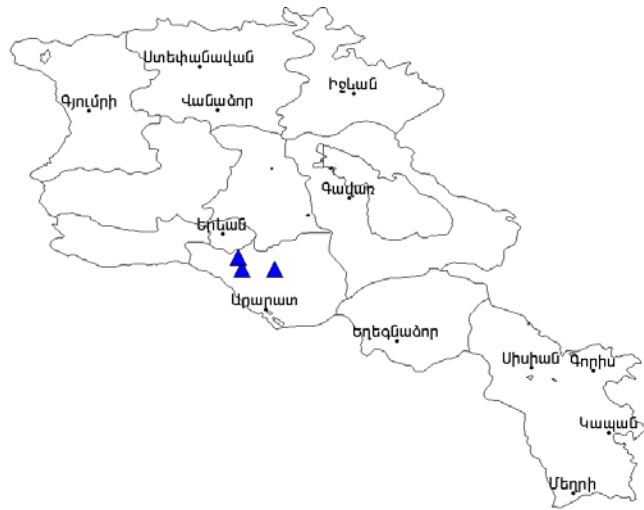 Ստեփանավան
Իջևան
Գյումրի
Վանաձոր
Գավառ
Երևան
Արարատ
Եղեգնաձոր
Սիսիան
Գորիս
Կապան
Մեղրի